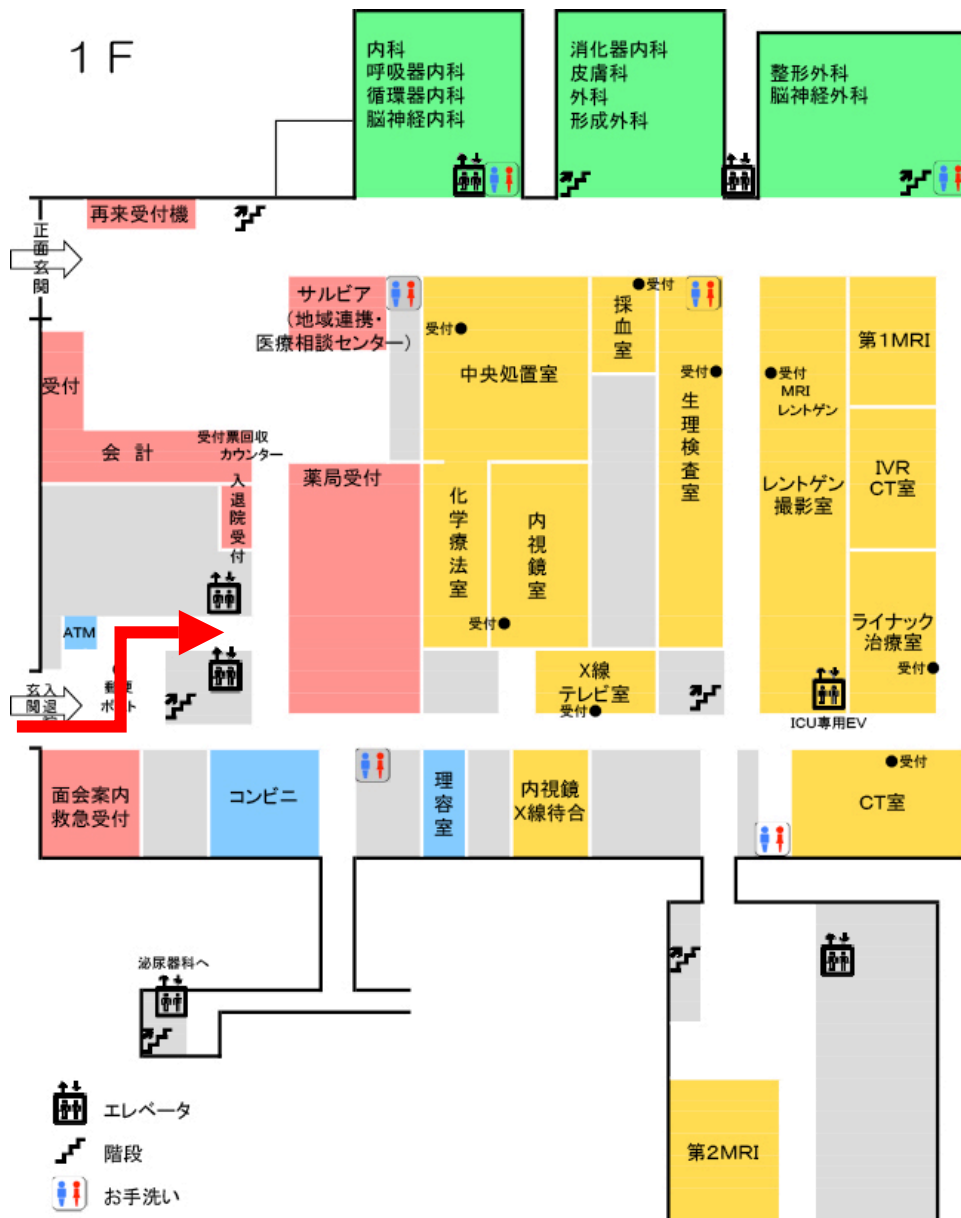 １Ｆ
内科
呼吸器内科
循環器内科
脳神経内科
消化器内科
皮膚科
外科
形成外科
整形外科
脳神経外科
再来受付機
正面玄関
サルビア
（地域連携・
医療相談センター）
受付●
中央処置室
●受付
採血室
受付●
生理検査室
●受付
MRI
レントゲン
第１MRI
受付
会 計
受付票回収
カウンター
入退院受付
薬局受付
化学療法室
内視鏡室
受付●
レントゲン
撮影室
IVR
CT室
ATM
郵便
ポスト
入退院
玄関
X線
テレビ室
受付●
ライナック
治療室
受付●
ICU専用EV
面会案内
救急受付
コンビニ
理容室
内視鏡
X線待合
●受付
CT室
泌尿器科へ
エレベータ
階段
お手洗い
第２MRI